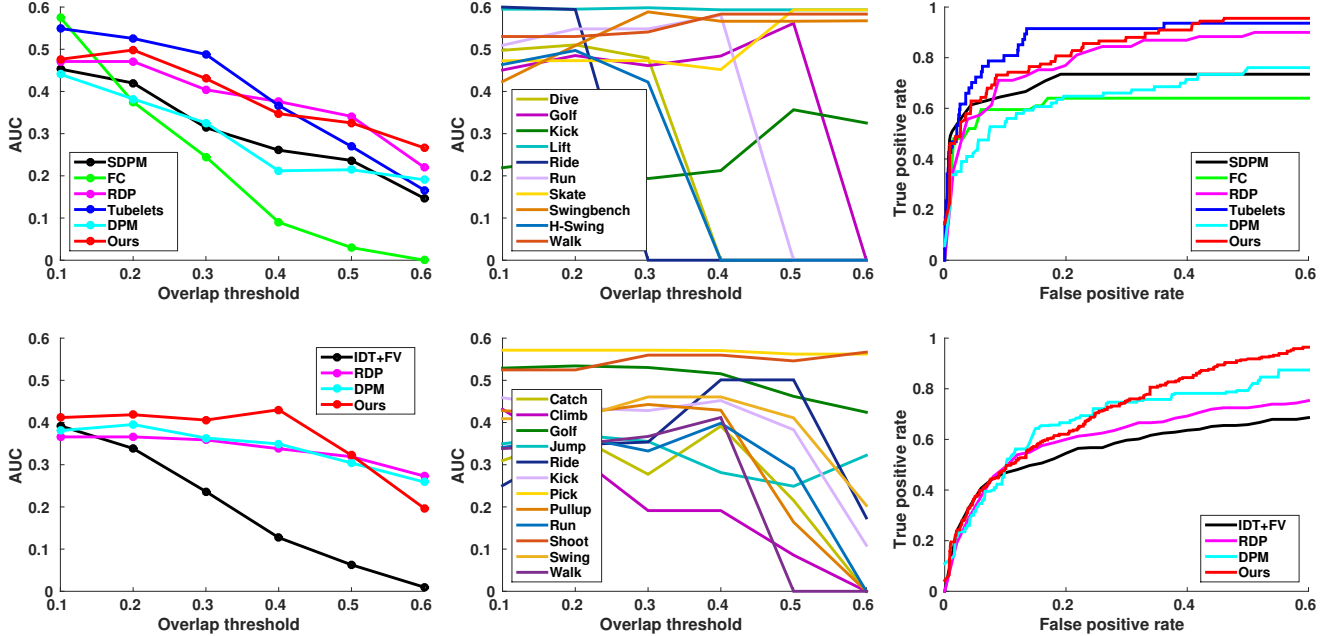 0.6
0.5
0.4
0.3
0.2
0.1
0
AUC
SDPM
FC
RDP
Tubelets
DPM
Ours
0.1 0.2 0.3 0.4 0.5 0.6
Overlap threshold
0.6
0.5
0.4
0.3
0.2
0.1
0
AUC
Dive
Golf
Kick
Lift
Ride
Run
Skate
Swingbench
H-Swing
Walk
0.1 0.2 0.3 0.4 0.5 0.6
Overlap threshold
1
0.8
0.6
0.4
0.2
0
True positive rate
SDPM
FC
RDP
Tubelets
DPM
Ours
0 0.2 0.4 0.6
False positive rate
0.6
0.5
0.4
0.3
0.2
0.1
0
AUC
IDT+FV
RDP
DPM
Ours
0.1 0.2 0.3 0.4 0.5 0.6
Overlap threshold
0.6
0.5
0.4
0.3
0.2
0.1
0
AUC
Catch
Climb
Golf
Jump
Ride
Kick
Pick
Pullup
Run
Shoot
Swing
Walk
0.1 0.2 0.3 0.4 0.5 0.6
Overlap threshold
1
0.8
0.6
0.4
0.2
0
True positive rate
IDT+FV
RDP
DPM
Ours
0 0.2 0.4 0.6
False positive rate